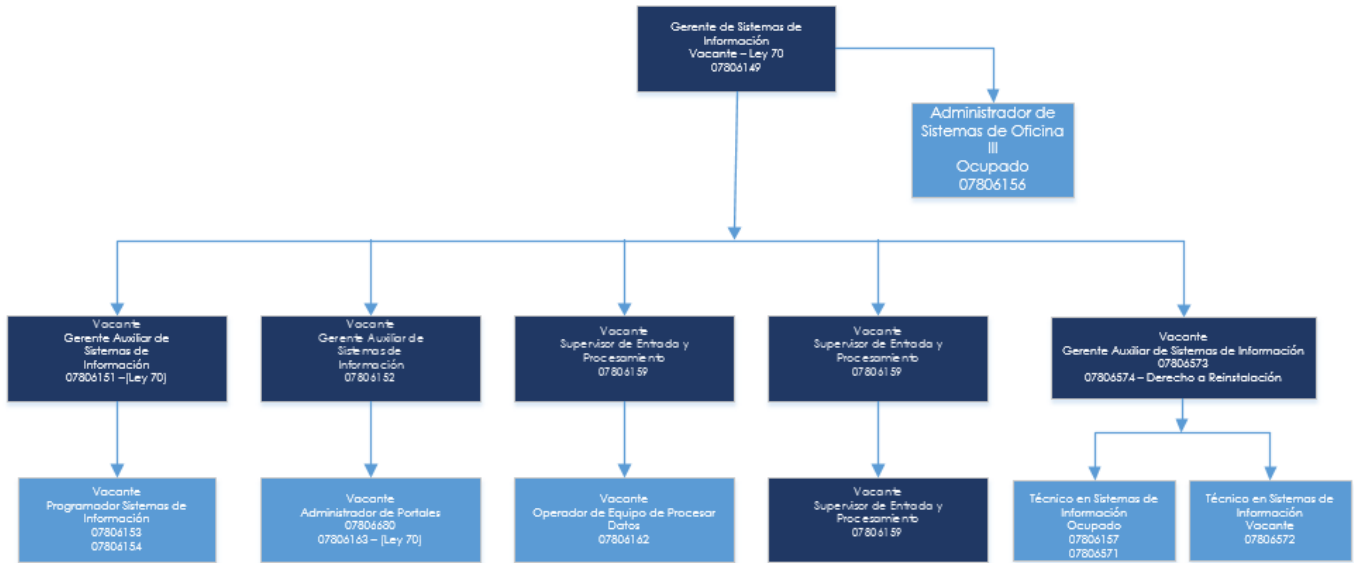 Gerente de Sistemas de
Información
Vacante – Ley 70
07806149
Administrador de
Sistemas de Oficina
III
Ocupado
07806156
Vacante
Gerente Auxiliar de
Sistemas de
Información
07806151 –(Ley 70)
Vacante
Gerente Auxiliar de
Sistemas de
Información
07806152
Vacante
Supervisor de Entrada y
Procesamiento
07806159
Vacante
Supervisor de Entrada y
Procesamiento
07806159
Vacante
Gerente Auxiliar de Sistemas de Información
07806573
07806574 – Derecho a Reinstalación
Vacante
Programador Sistemas de
Información
07806153
07806154
Vacante
Administrador de Portales
07806680
07806163 – (Ley 70)
Vacante
Operador de Equipo de Procesar
Datos
07806162
Vacante
Supervisor de Entrada y
Procesamiento
07806159
Técnico en Sistemas de
Información
Ocupado
07806157
07806571
Técnico en Sistemas de
Información
Vacante
07806572